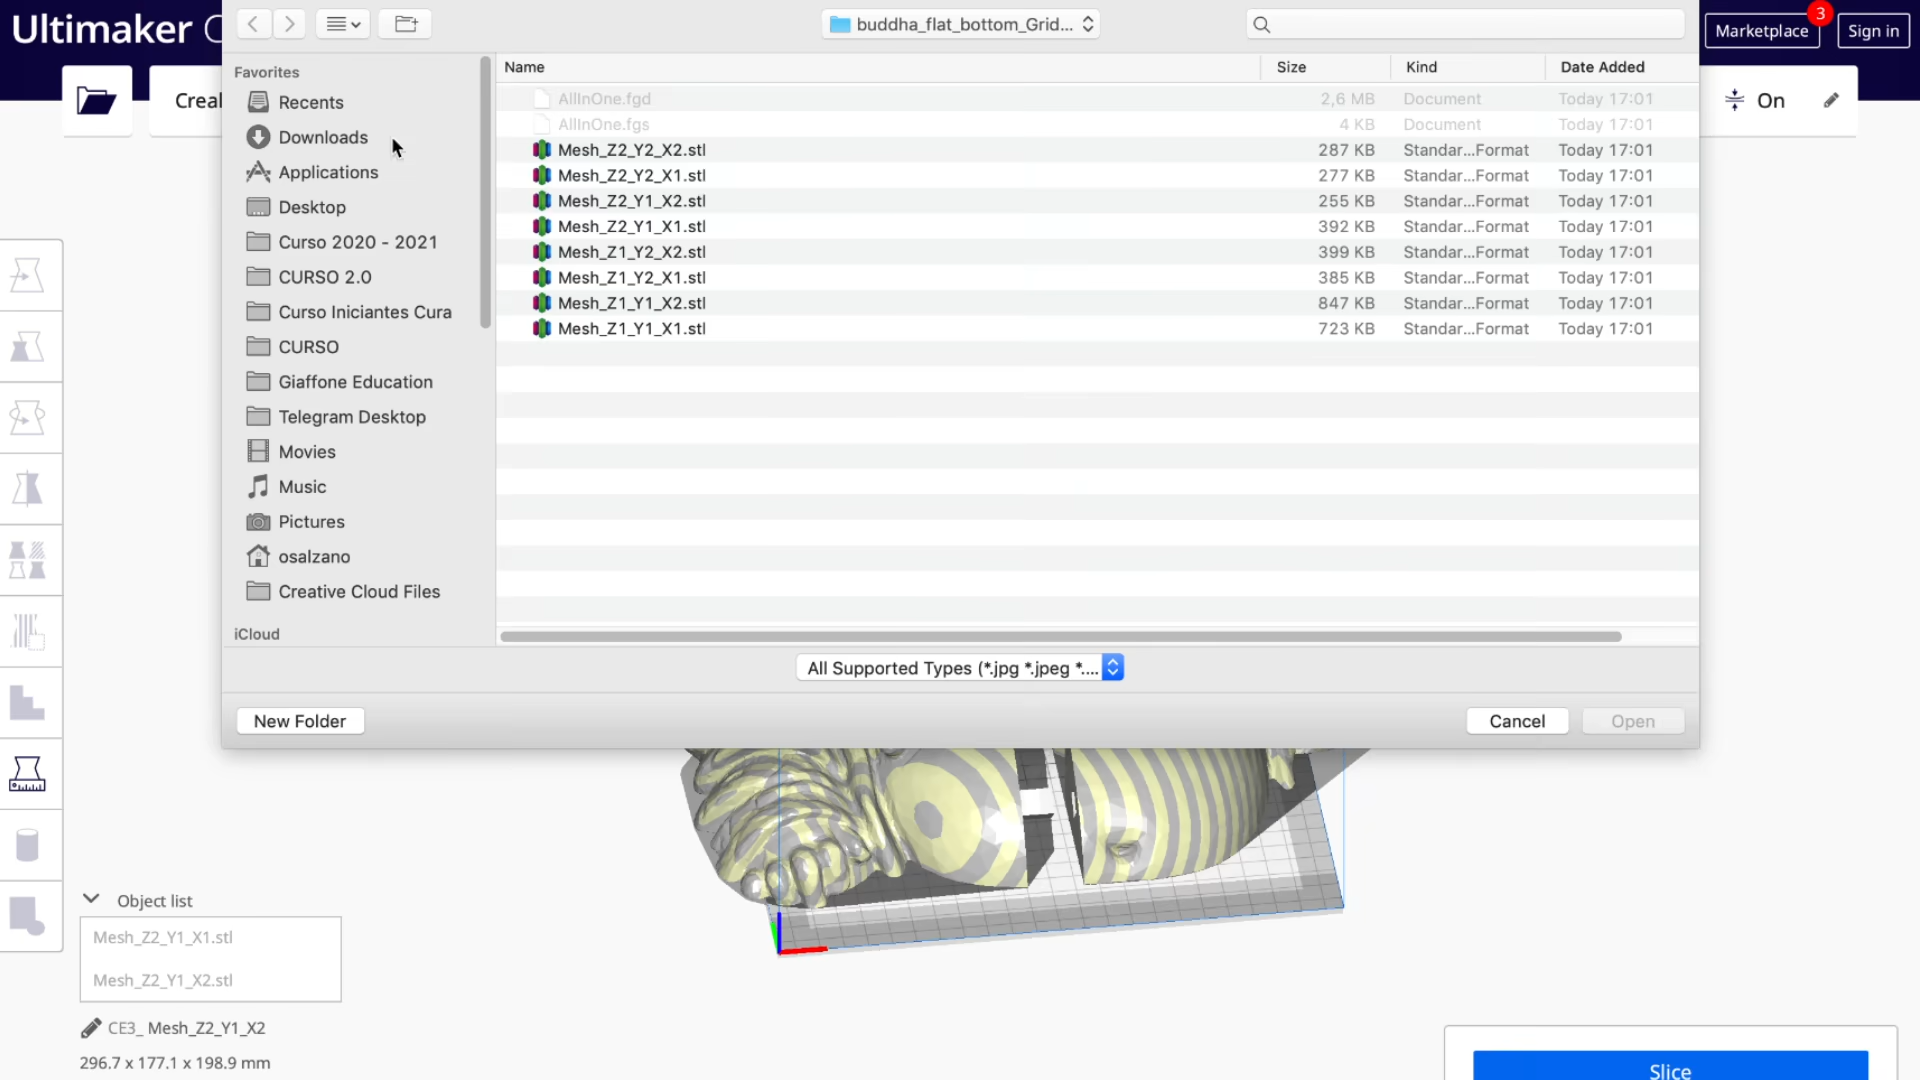 Ultimaker
buddha_flat_bottom_Grid...
Marketplace
3
Sign in
Favorites
Recents
Downloads
Applications
Desktop
Curso 2020 - 2021
CURSO 2.0
Curso Iniciantes Cura
CURSO
Giaffone Education
Telegram Desktop
Movies
Music
Pictures
osalzano
Creative Cloud Files
iCloud
Name Size Kind Date Added
AllInOne.fgd 2,6 MB Document Today 17:01
AllInOne.fgs 4 KB Document Today 17:01
Mesh_Z2_Y2_X2.stl 287 KB Standar...Format Today 17:01
Mesh_Z2_Y2_X1.stl 277 KB Standar...Format Today 17:01
Mesh_Z2_Y1_X2.stl 255 KB Standar...Format Today 17:01
Mesh_Z2_Y1_X1.stl 392 KB Standar...Format Today 17:01
Mesh_Z1_Y2_X2.stl 399 KB Standar...Format Today 17:01
Mesh_Z1_Y2_X1.stl 385 KB Standar...Format Today 17:01
Mesh_Z1_Y1_X2.stl 847 KB Standar...Format Today 17:01
Mesh_Z1_Y1_X1.stl 723 KB Standar...Format Today 17:01
On
All Supported Types (*.jpg *.jpeg *....
New Folder
Cancel
Open
Object list
Mesh_Z2_Y1_X1.stl
Mesh_Z2_Y1_X2.stl
CE3_ Mesh_Z2_Y1_X2
296.7 x 177.1 x 198.9 mm
Slice